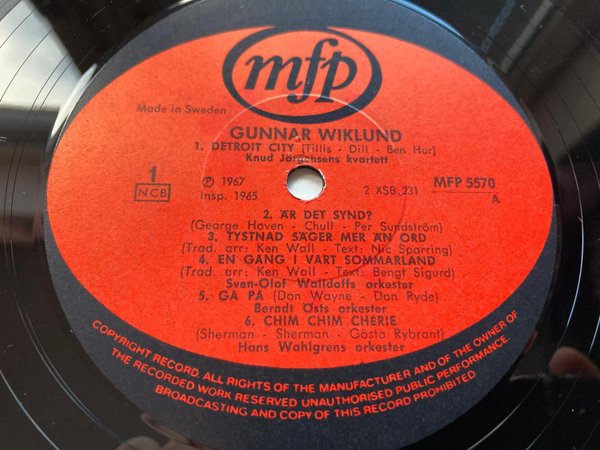 mfp
Made in Sweden
GUNNAR WIKLUND
1. DETROIT CITY (Tillis - Dill - Ben Hur)
Knud Jörgensens kvartett
1
NCB
Ⓟ 1967
Insp. 1965
2 XSB 231
MFP 5570
A
2. ÄR DET SYND?
(George Haven - Chull - Per Sundström)
3. TYSTNAD SÄGER MER ÄN ORD
(Trad. arr: Ken Wall - Text: Nic Sparring)
4. EN GÅNG I VÅRT SOMMARLAND
(Trad. arr: Ken Wall - Text: Bengt Sigurd)
Sven-Olof Walldoffs orkester
5. GÅ PÅ (Don Wayne - Dan Ryde)
Berndt Östs orkester
6. CHIM CHIM CHERIE
(Sherman - Sherman - Gösta Rybrant)
Hans Wahlgrens orkester
COPYRIGHT RECORD. ALL RIGHTS OF THE MANUFACTURER AND OF THE OWNER OF
THE RECORDED WORK RESERVED UNAUTHORISED PUBLIC PERFORMANCE.
BROADCASTING AND COPY OF THIS RECORD PROHIBITED